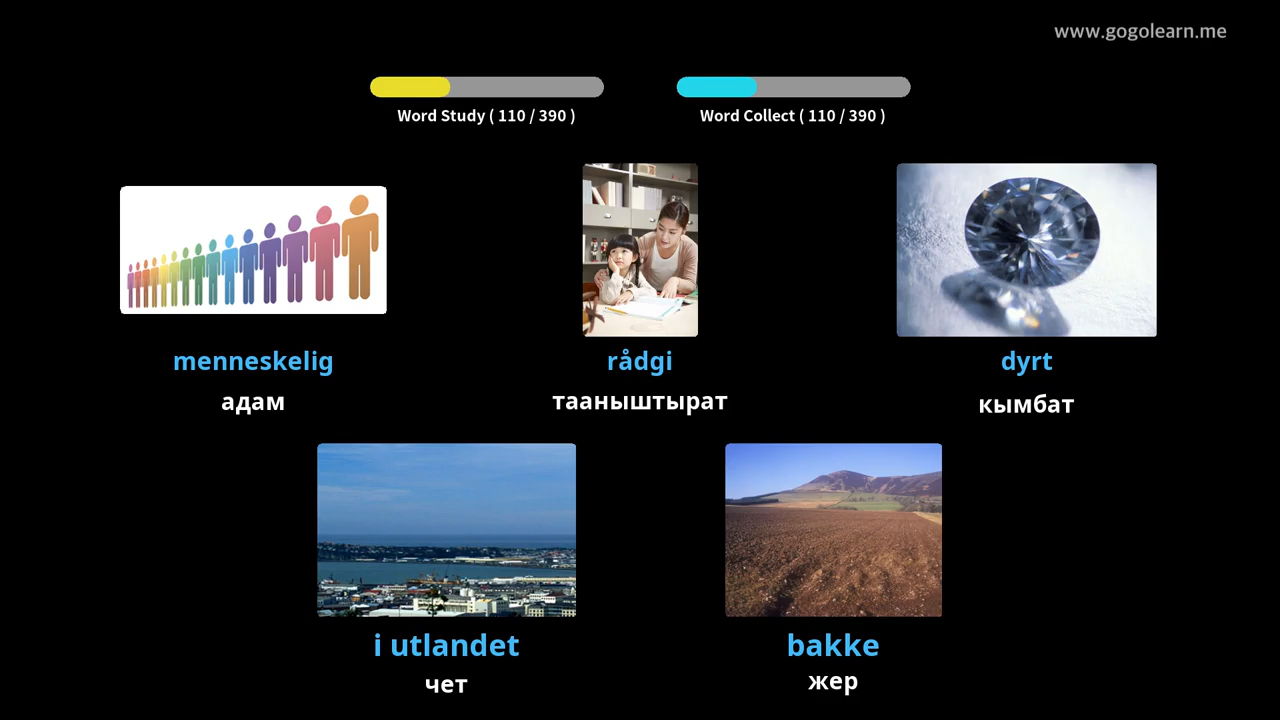 www.gogolearn.me
Word Study ( 110 / 390 )
Word Collect ( 110 / 390 )
menneskelig
rådgi
dyrt
адам
тааныштырат
кымбат
i utlandet
bakke
чет
жер